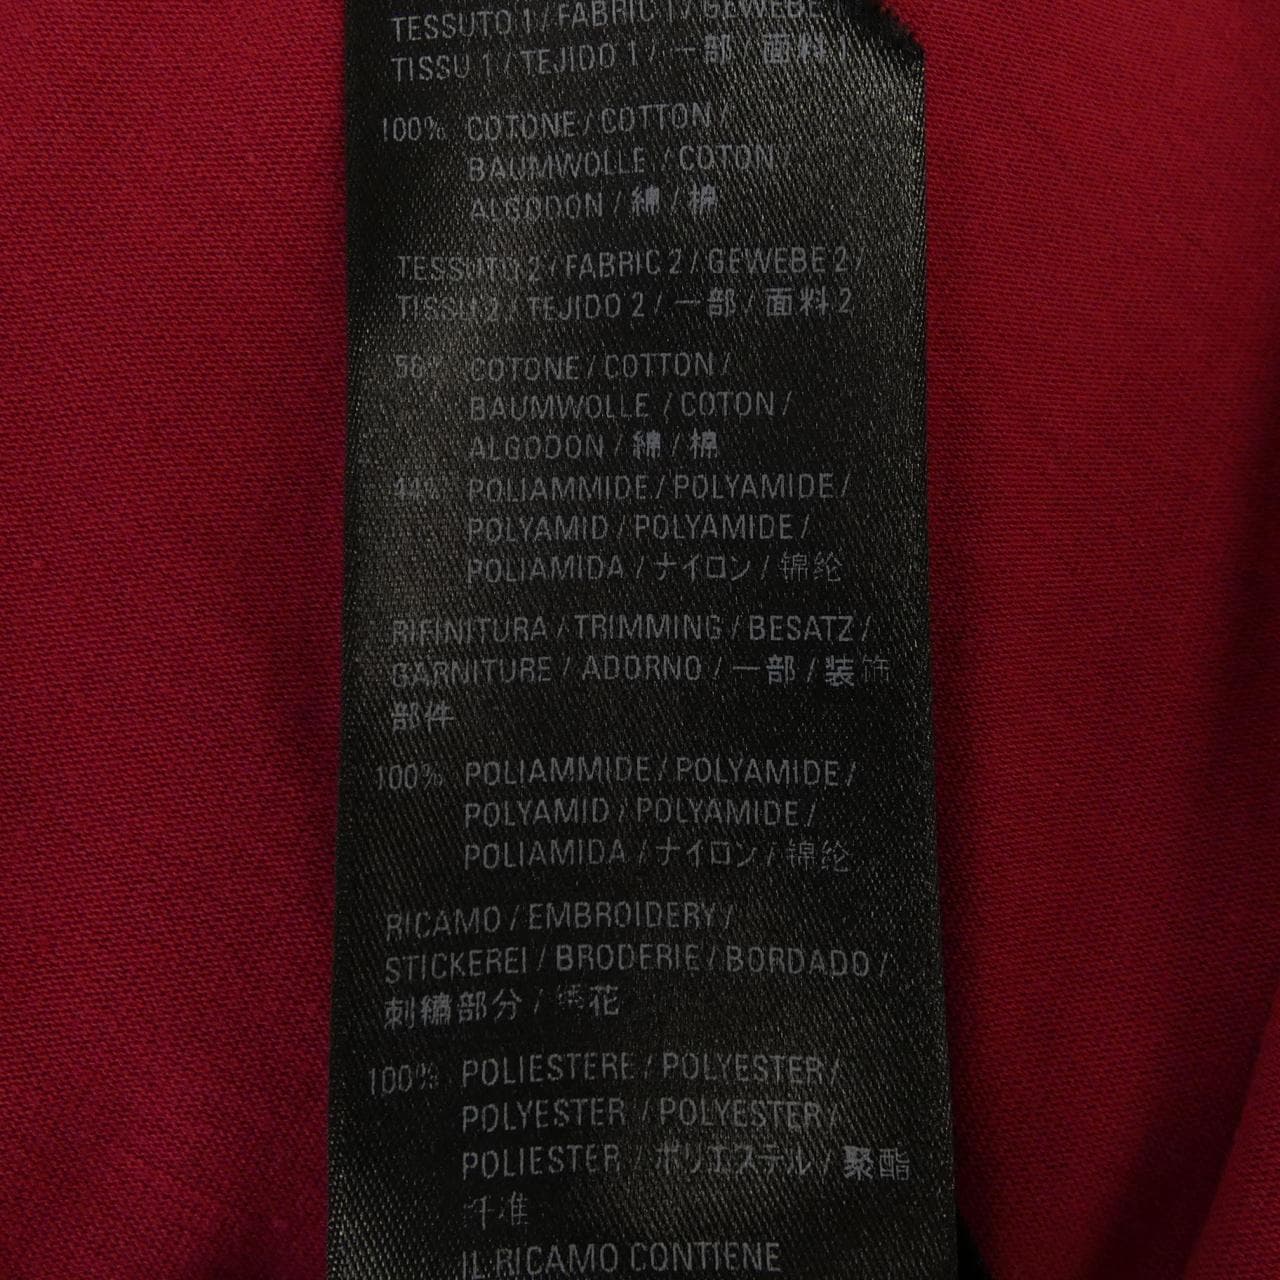 TESSUTO 1 / FABRIC 1 / GEWEBE
TISSU 1 / TEJIDO 1 / 一部 / 面料 1
100% COTONE / COTTON /
BAUMWOLLE / COTON /
ALGODON / 綿 / 棉
TESSUTO 2 / FABRIC 2 / GEWEBE 2 /
TISSU 2 / TEJIDO 2 / 一部 / 面料 2
56% COTONE / COTTON /
BAUMWOLLE / COTON /
ALGODON / 綿 / 棉
44% POLIAMMIDE / POLYAMIDE /
POLYAMID / POLYAMIDE /
POLIAMIDA / ナイロン / 锦纶
RIFINITURA / TRIMMING / BESATZ /
GARNITURE / ADORNO / 一部 / 装饰
部件
100% POLIAMMIDE / POLYAMIDE /
POLYAMID / POLYAMIDE /
POLIAMIDA / ナイロン / 锦纶
RICAMO / EMBROIDERY /
STICKEREI / BRODERIE / BORDADO /
刺繍部分 / 绣花
100% POLIESTERE / POLYESTER /
POLYESTER / POLYESTER /
POLIESTER / ポリエステル / 聚酯
IL RICAMO CONTIENE